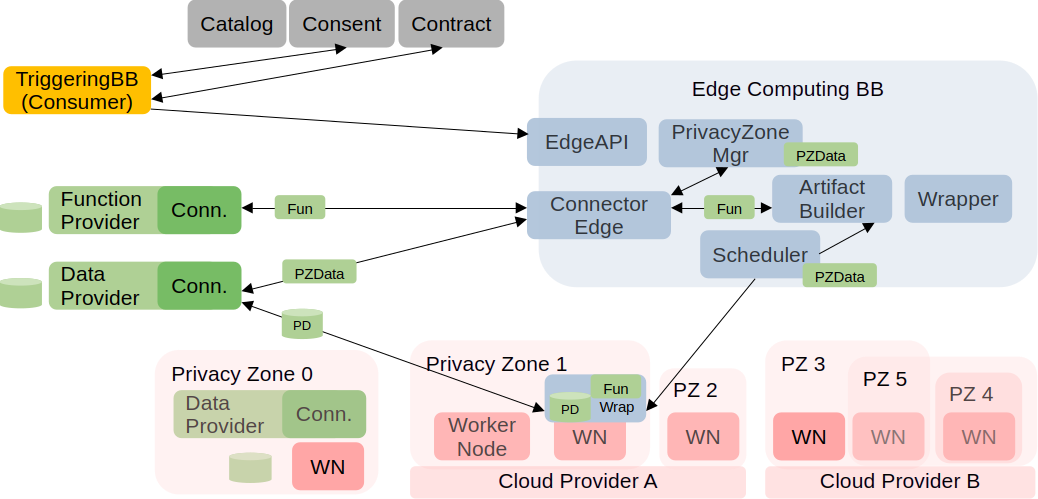 Catalog
Consent
Contract
TriggeringBB
(Consumer)
Edge Computing BB
EdgeAPI
PrivacyZone
Mgr
PZData
Function
Provider
Conn.
Fun
Connector
Edge
Fun
Artifact
Builder
Wrapper
Scheduler
PZData
Data
Provider
Conn.
PZData
PD
Privacy Zone 0
Data
Provider
Conn.
WN
Privacy Zone 1
Fun
PD
Wrap
Worker
Node
WN
PZ 2
WN
Cloud Provider A
PZ 3
WN
PZ 5
WN
PZ 4
WN
Cloud Provider B